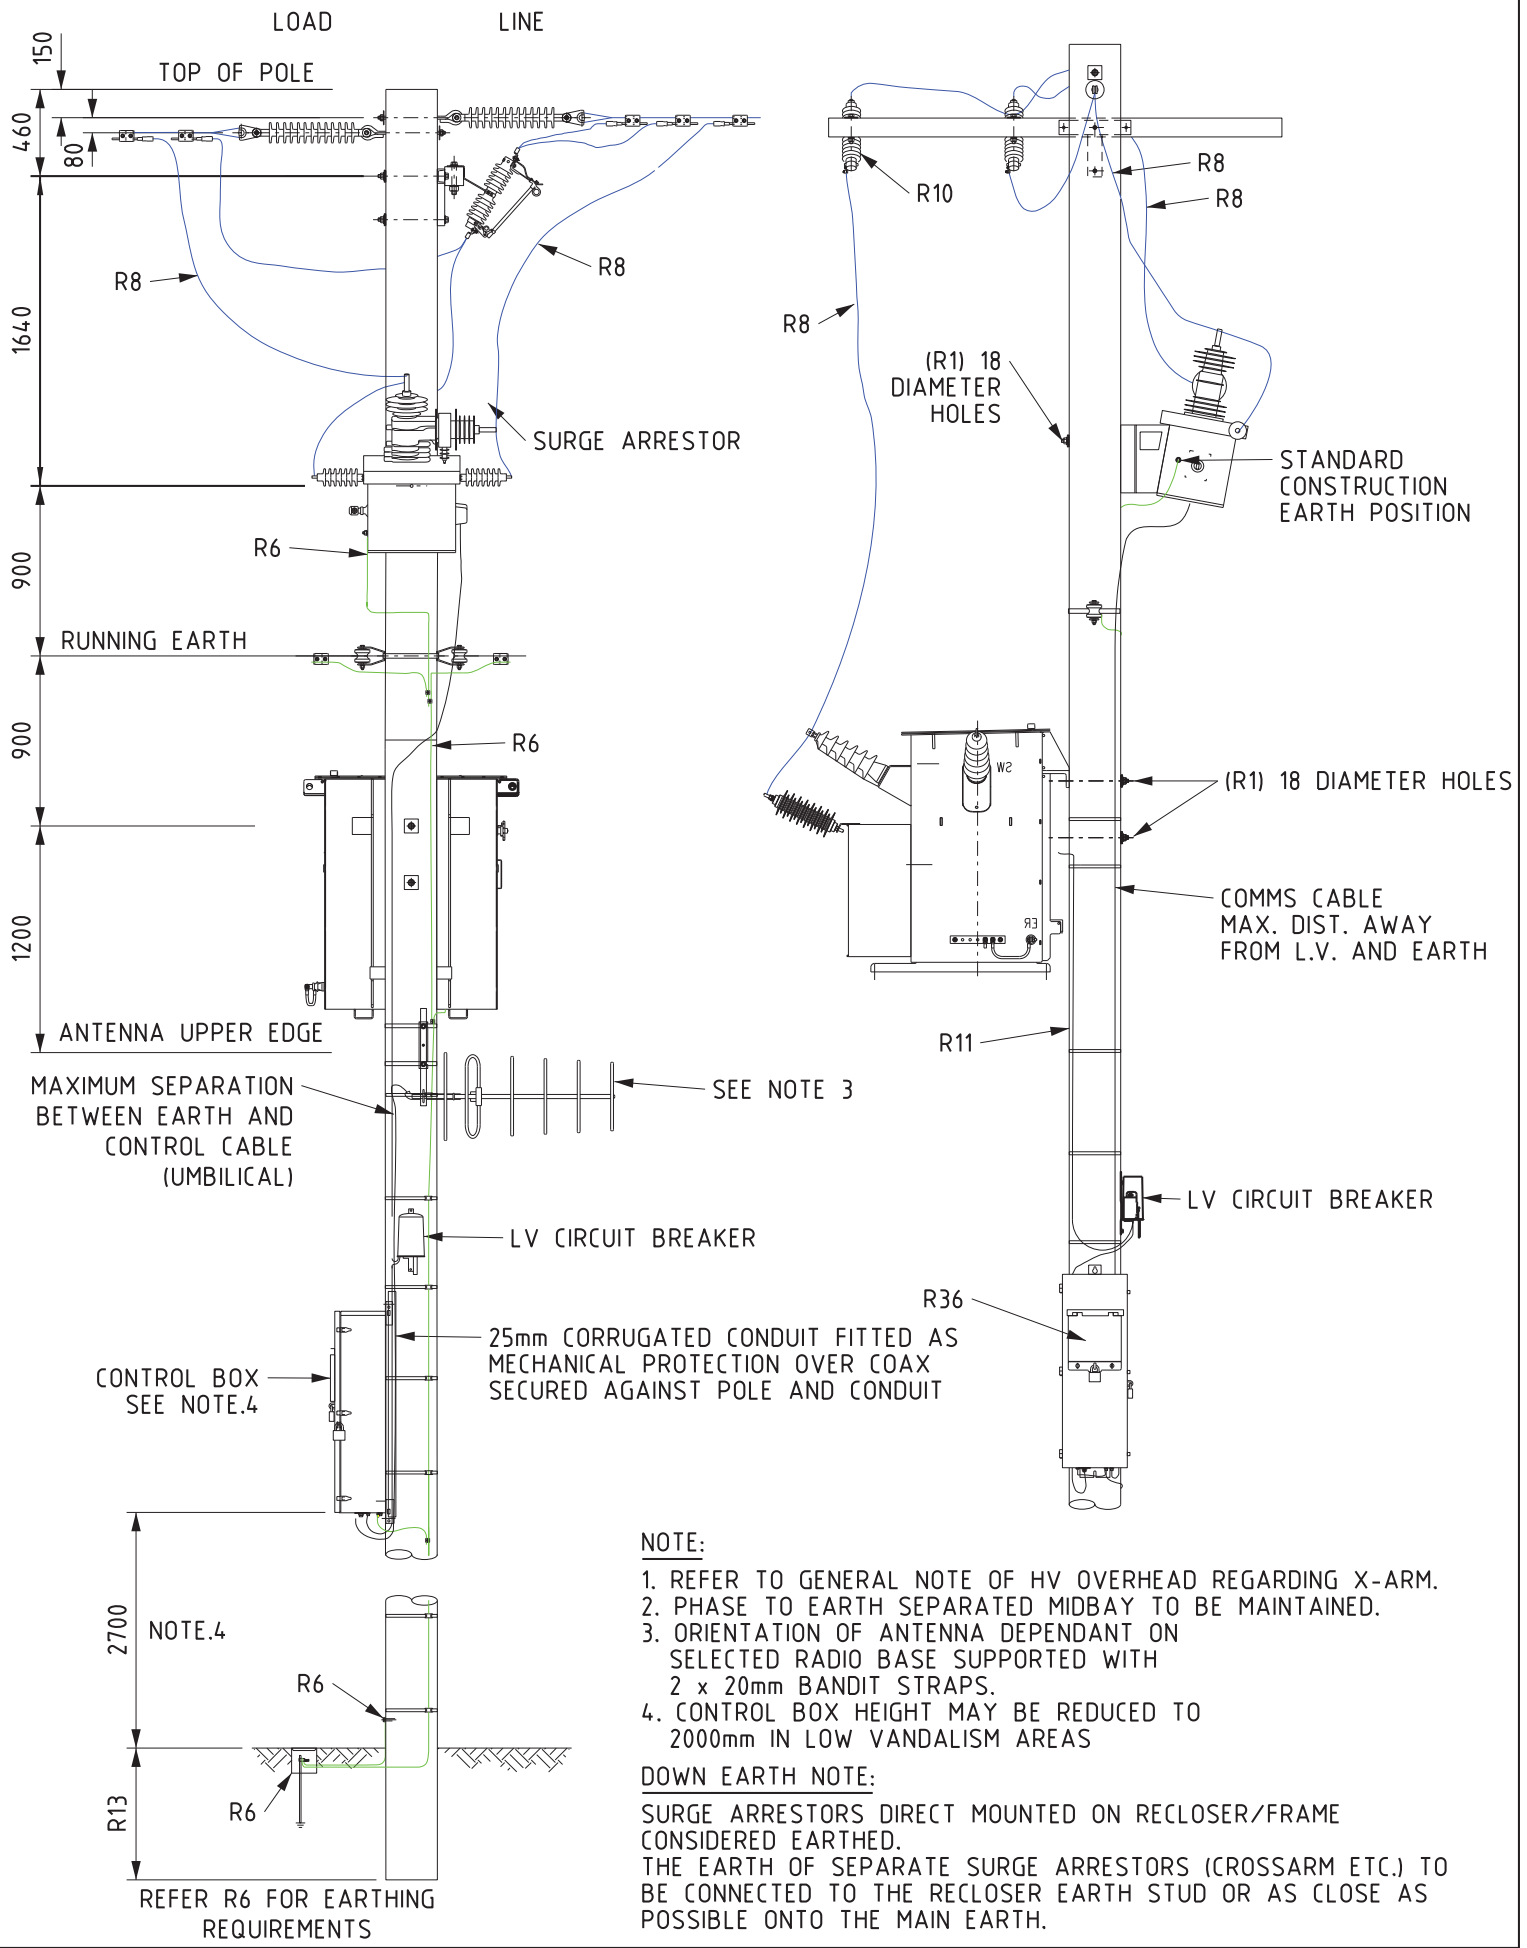 LOAD
LINE
150
TOP OF POLE
460
80
R8
R8
R10
R8
R8
1640
R8
R8
(R1) 18
DIAMETER
HOLES
SURGE ARRESTOR
STANDARD
CONSTRUCTION
EARTH POSITION
R6
900
RUNNING EARTH
900
R6
WS
(R1) 18 DIAMETER HOLES
1200
COMMS CABLE
MAX. DIST. AWAY
FROM L.V. AND EARTH
ER
ANTENNA UPPER EDGE
R11
MAXIMUM SEPARATION
BETWEEN EARTH AND
CONTROL CABLE
(UMBILICAL)
SEE NOTE 3
LV CIRCUIT BREAKER
LV CIRCUIT BREAKER
R36
25mm CORRUGATED CONDUIT FITTED AS
MECHANICAL PROTECTION OVER COAX
SECURED AGAINST POLE AND CONDUIT
CONTROL BOX
SEE NOTE.4
2700
NOTE.4
R6
R6
R13
REFER R6 FOR EARTHING
REQUIREMENTS
NOTE:
1. REFER TO GENERAL NOTE OF HV OVERHEAD REGARDING X-ARM.
2. PHASE TO EARTH SEPARATED MIDBAY TO BE MAINTAINED.
3. ORIENTATION OF ANTENNA DEPENDANT ON
SELECTED RADIO BASE SUPPORTED WITH
2 x 20mm BANDIT STRAPS.
4. CONTROL BOX HEIGHT MAY BE REDUCED TO
2000mm IN LOW VANDALISM AREAS
DOWN EARTH NOTE:
SURGE ARRESTORS DIRECT MOUNTED ON RECLOSER/FRAME
CONSIDERED EARTHED.
THE EARTH OF SEPARATE SURGE ARRESTORS (CROSSARM ETC.) TO
BE CONNECTED TO THE RECLOSER EARTH STUD OR AS CLOSE AS
POSSIBLE ONTO THE MAIN EARTH.